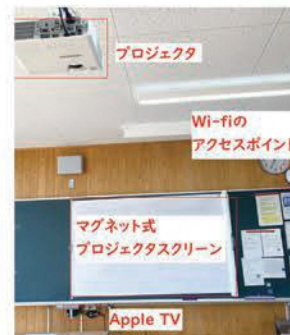 プロジェクタ
Wi-fiの
アクセスポイント
マグネット式
プロジェクタスクリーン
Apple TV